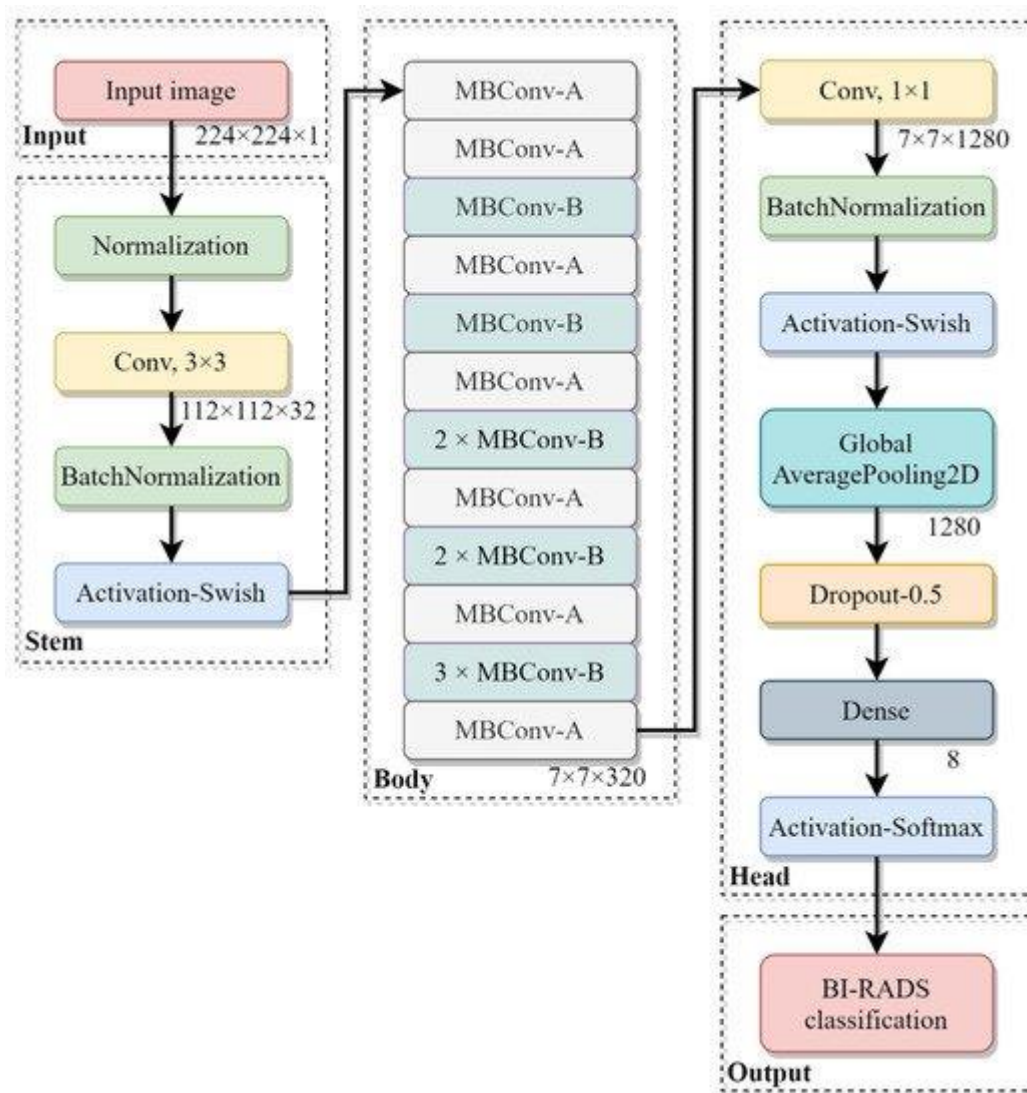 Input image
224×224×1
Input
Normalization
Conv, 3×3
112×112×32
BatchNormalization
Activation-Swish
Stem
MBConv-A
MBConv-A
MBConv-B
MBConv-A
MBConv-B
MBConv-A
2 × MBConv-B
MBConv-A
2 × MBConv-B
MBConv-A
3 × MBConv-B
MBConv-A
7×7×320
Body
Conv, 1×1
7×7×1280
BatchNormalization
Activation-Swish
Global
AveragePooling2D
1280
Dropout-0.5
Dense
8
Activation-Softmax
Head
BI-RADS
classification
Output